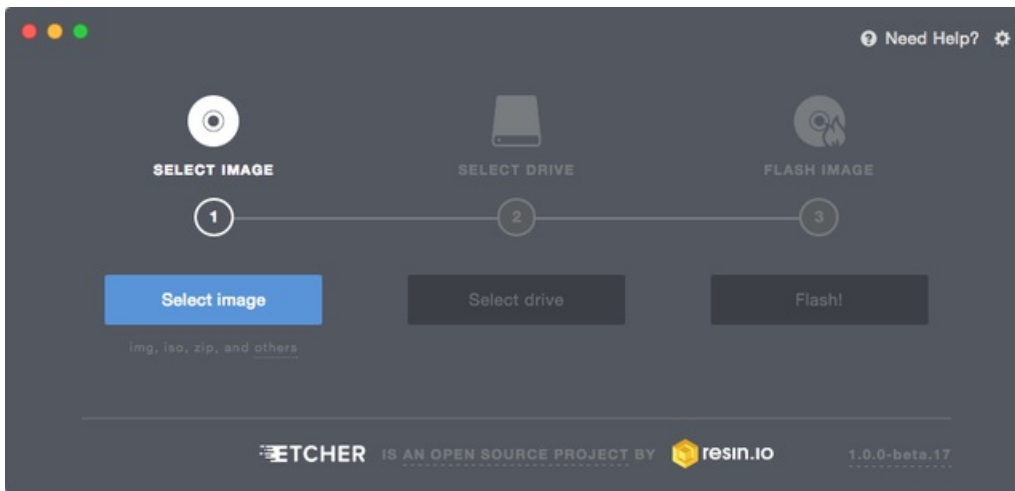 Need Help?
SELECT IMAGE
SELECT DRIVE
FLASH IMAGE
1
2
3
Select image
Select drive
Flash!
img, iso, zip, and others
ETCHER IS AN OPEN SOURCE PROJECT BY resin.io 1.0.0-beta.17